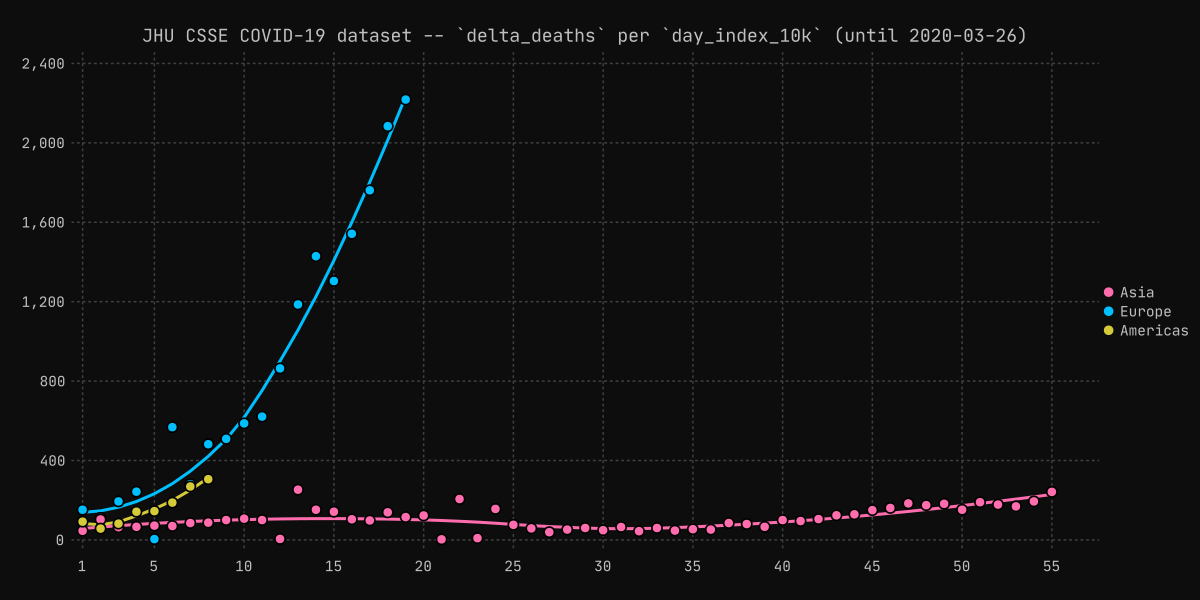 JHU CSSE COVID-19 dataset -- `delta_deaths` per `day_index_10k` (until 2020-03-26)
2,400
2,000
1,600
1,200
800
400
0
1 5 10 15 20 25 30 35 40 45 50 55
Asia
Europe
Americas